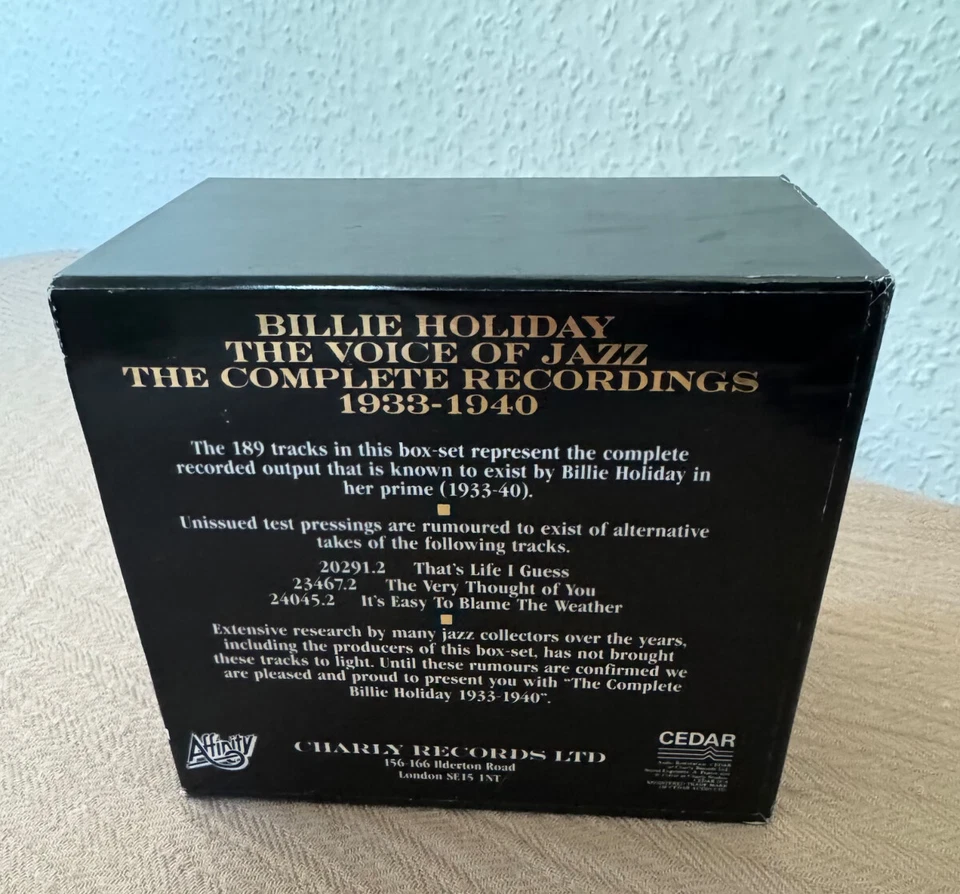 BILLIE HOLIDAY
THE VOICE OF JAZZ
THE COMPLETE RECORDINGS
1933-1940
The 189 tracks in this box-set represent the complete
recorded output that is known to exist by Billie Holiday in
her prime (1933-40).
Unissued test pressings are rumoured to exist of alternative
takes of the following tracks.
20291.2 That's Life I Guess
23467.2 The Very Thought of You
24045.2 It's Easy To Blame The Weather
Extensive research by many jazz collectors over the years,
including the producers of this box-set, has not brought
these tracks to light. Until these rumours are confirmed we
are pleased and proud to present you with "The Complete
Billie Holiday 1933-1940".
Affinity
CHARLY RECORDS LTD
156-166 Ilderton Road
London SE15 1NT
CEDAR